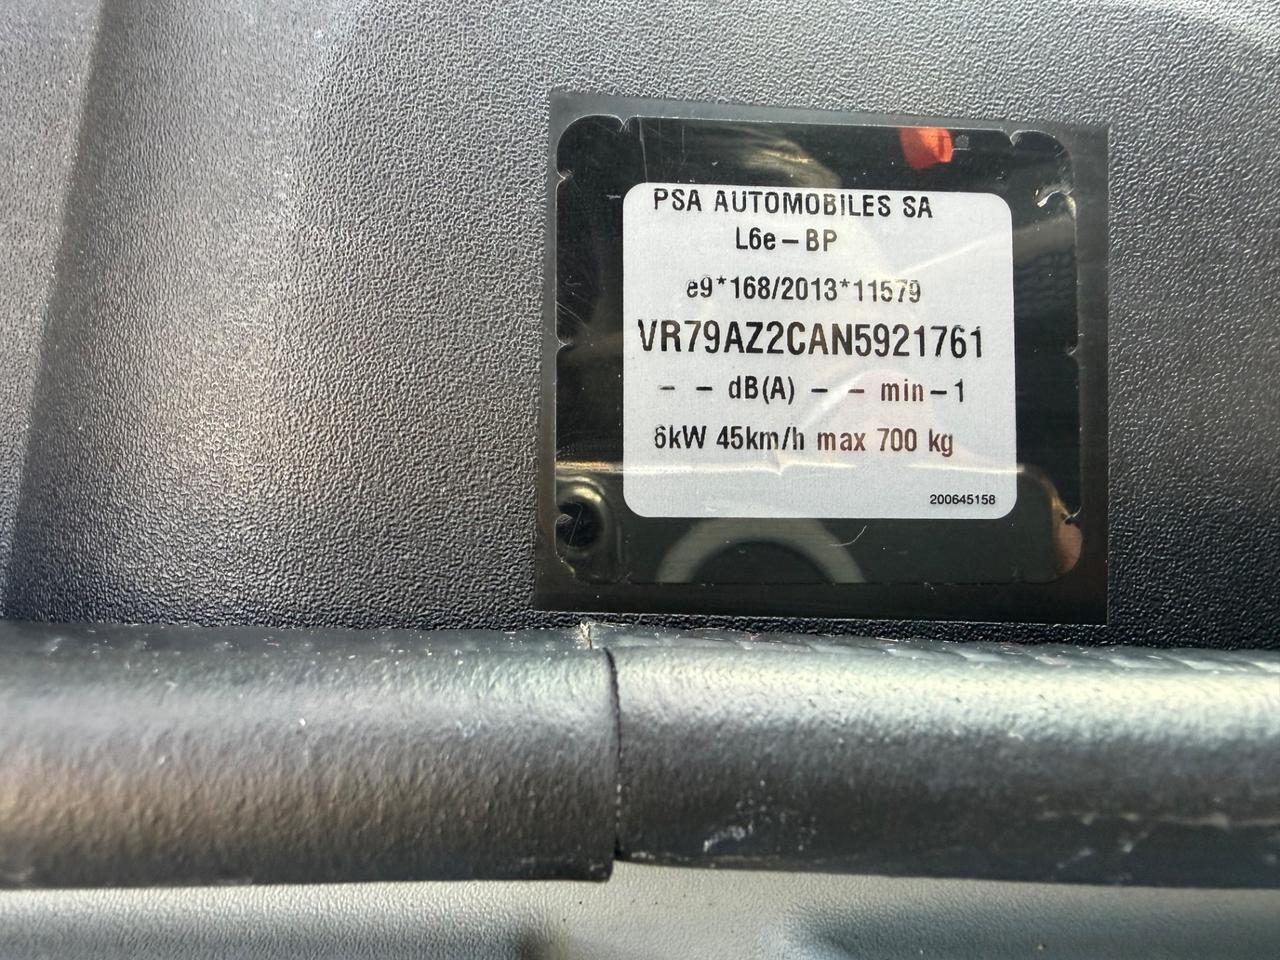 PSA AUTOMOBILES SA
L6e-BP
e9*168/2013*11579
VR79AZ2CAN5921761
- - dB(A) - - min-1
6kW 45km/h max 700 kg
200645158